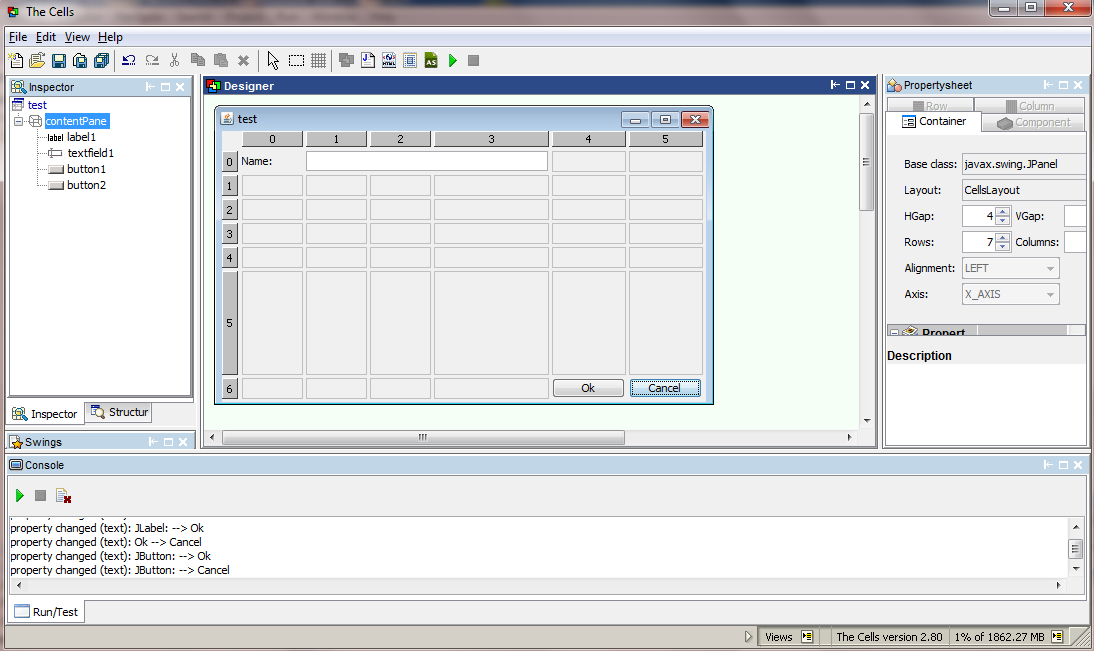 The Cells
File Edit View Help
Inspector
test
contentPane
label1
textfield1
button1
button2
Inspector Structur
Swings
Designer
test
0 1 2 3 4 5
0 Name:
1
2
3
4
5
6 Ok Cancel
Propertysheet
Row Column
Container Component
Base class: javax.swing.JPanel
Layout: CellsLayout
HGap: 4 VGap:
Rows: 7 Columns:
Alignment: LEFT
Axis: X_AXIS
Propert
Description
Console
property changed (text): JLabel: --> Ok
property changed (text): Ok --> Cancel
property changed (text): JButton: --> Ok
property changed (text): JButton: --> Cancel
Run/Test
Views The Cells version 2.80 1% of 1862.27 MB